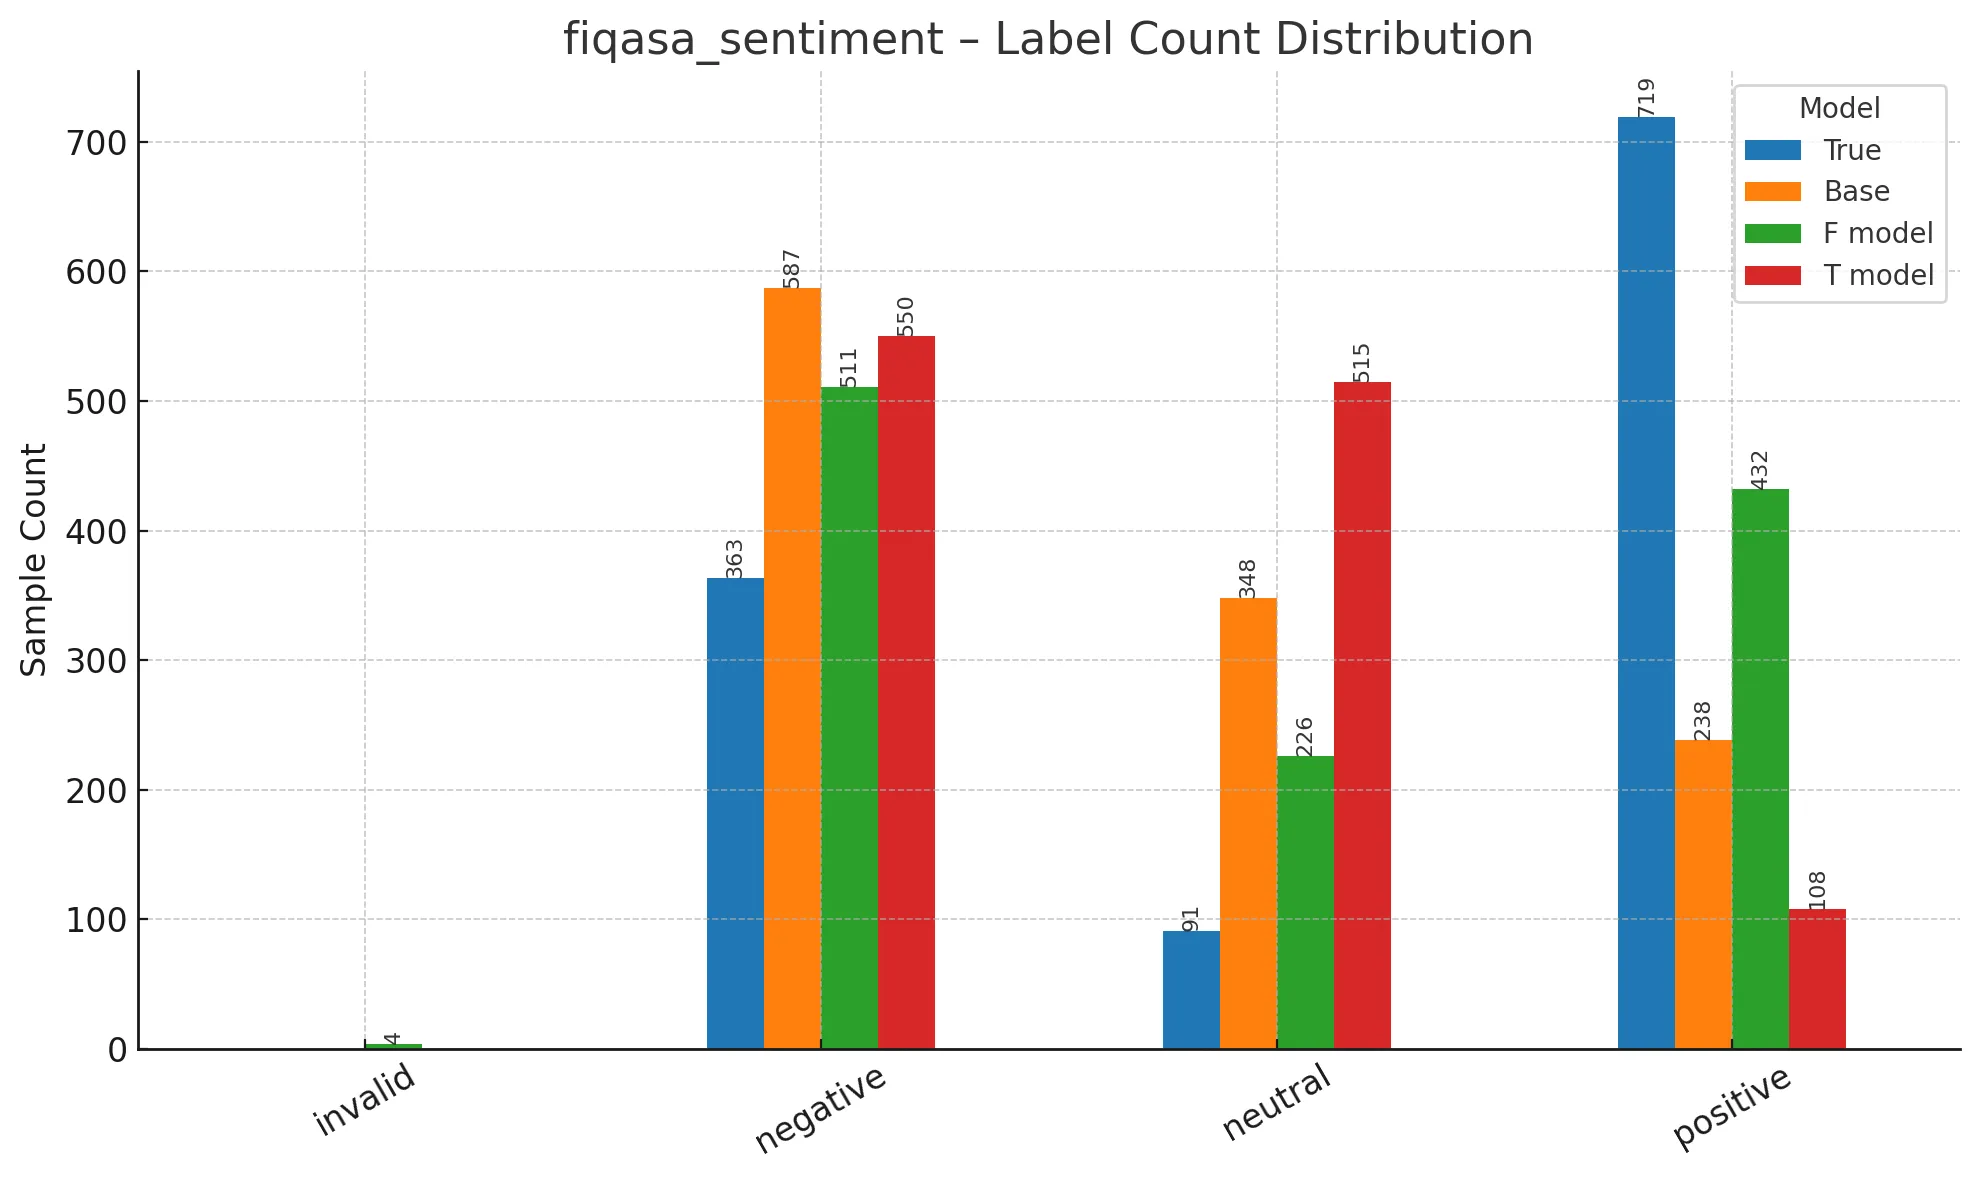 fiqasa_sentiment – Label Count Distribution
Model
True
Base
F model
T model
Sample Count
700
600
500
400
300
200
100
0
4
363
587
511
550
91
348
226
515
719
238
432
108
invalid
negative
neutral
positive